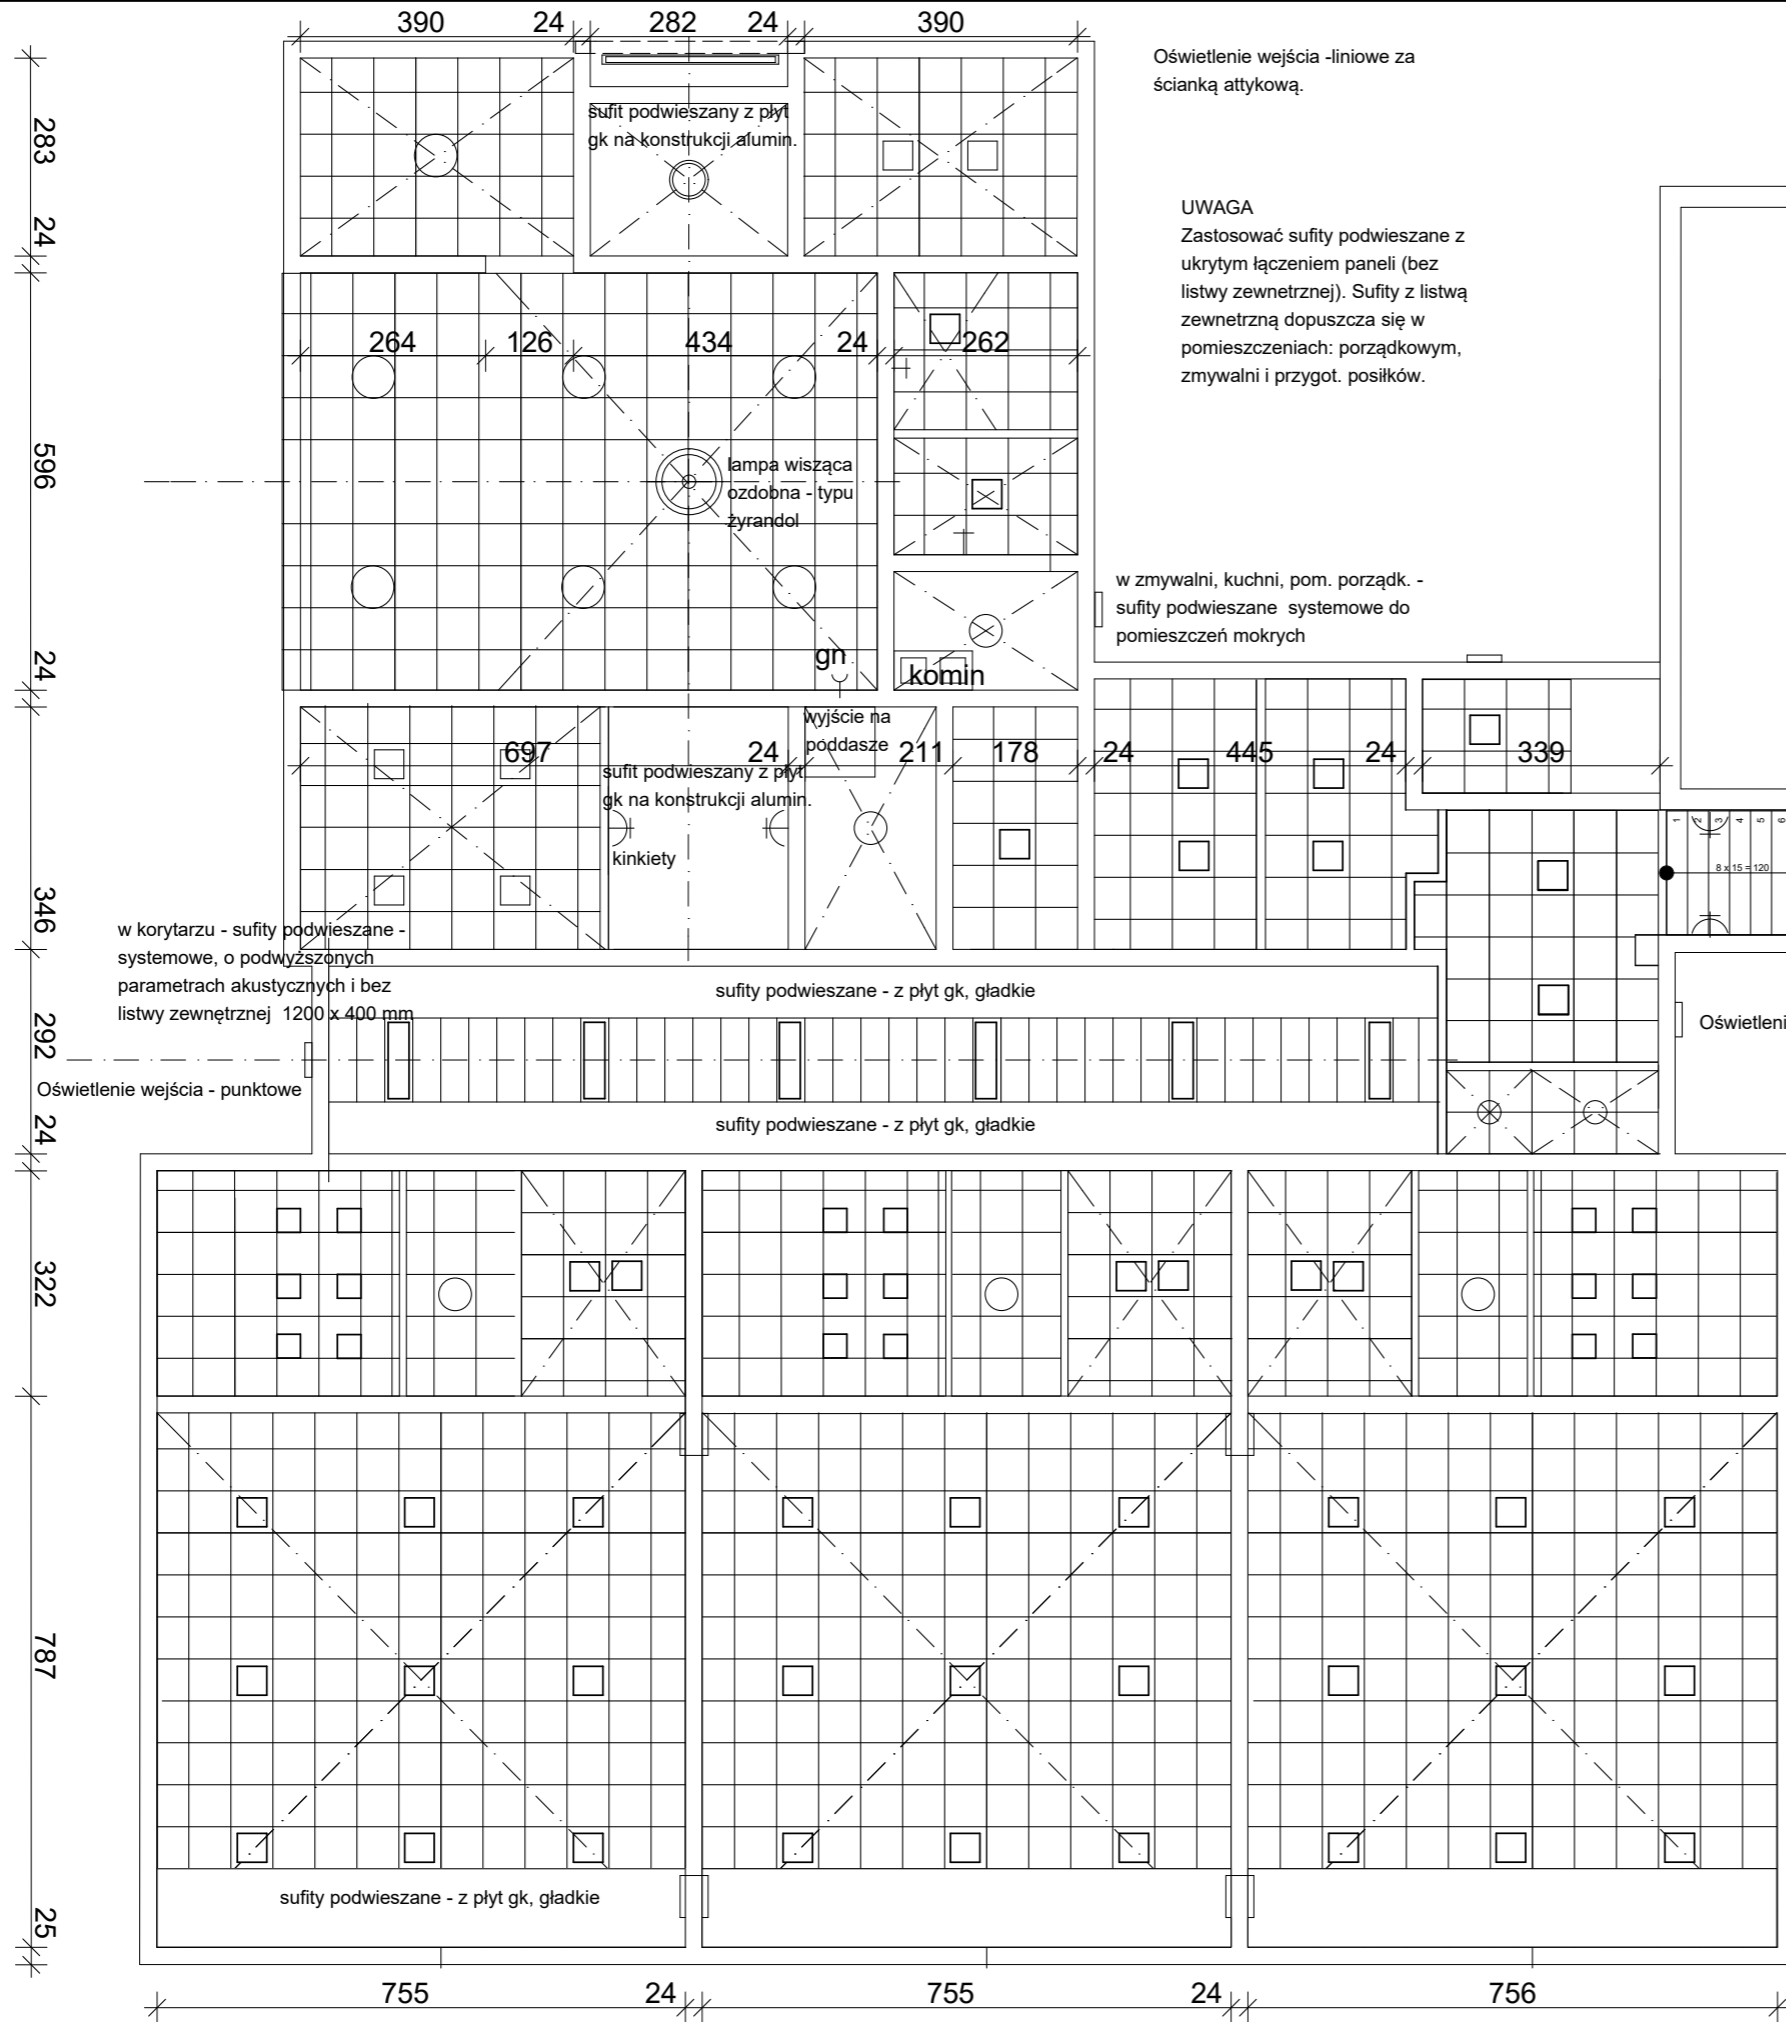 390 24 282 24 390
Oświetlenie wejścia -liniowe za
ścianką attykową.
sufit podwieszany z płyt
gk na konstrukcji alumin.
283
24
UWAGA
Zastosować sufity podwieszane z
ukrytym łączeniem paneli (bez
listwy zewnetrznej). Sufity z listwą
zewnetrzną dopuszcza się w
pomieszczeniach: porządkowym,
zmywalni i przygot. posiłków.
264 126 434 24 262
596
lampa wisząca
ozdobna - typu
żyrandol
w zmywalni, kuchni, pom. porządk. -
sufity podwieszane systemowe do
pomieszczeń mokrych
24
gn
komin
wyjście na
poddasze
697 24 211 178 24 445 24 339
sufit podwieszany z płyt
gk na konstrukcji alumin.
kinkiety
1 2 3 4 5 6
8 x 15 = 120
346
w korytarzu - sufity podwieszane -
systemowe, o podwyższonych
parametrach akustycznych i bez
listwy zewnętrznej 1200 x 400 mm
sufity podwieszane - z płyt gk, gładkie
292
Oświetleni
Oświetlenie wejścia - punktowe
24
sufity podwieszane - z płyt gk, gładkie
322
787
sufity podwieszane - z płyt gk, gładkie
25
755 24 755 24 756